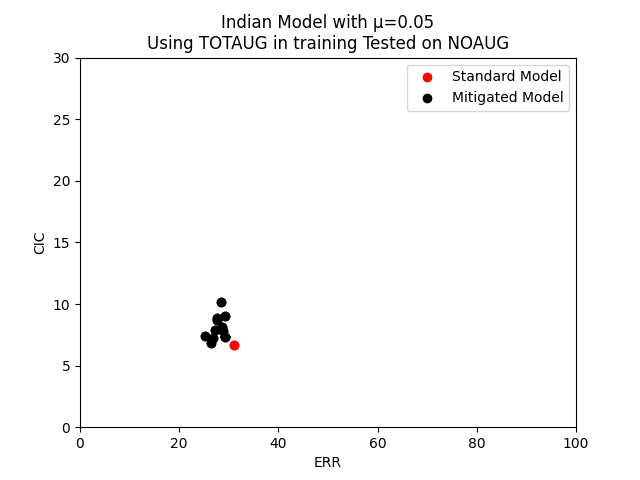 Indian Model with μ=0.05
Using TOTAUG in training Tested on NOAUG
Standard Model
Mitigated Model
30
25
20
15
10
5
0
CIC
0 20 40 60 80 100
ERR